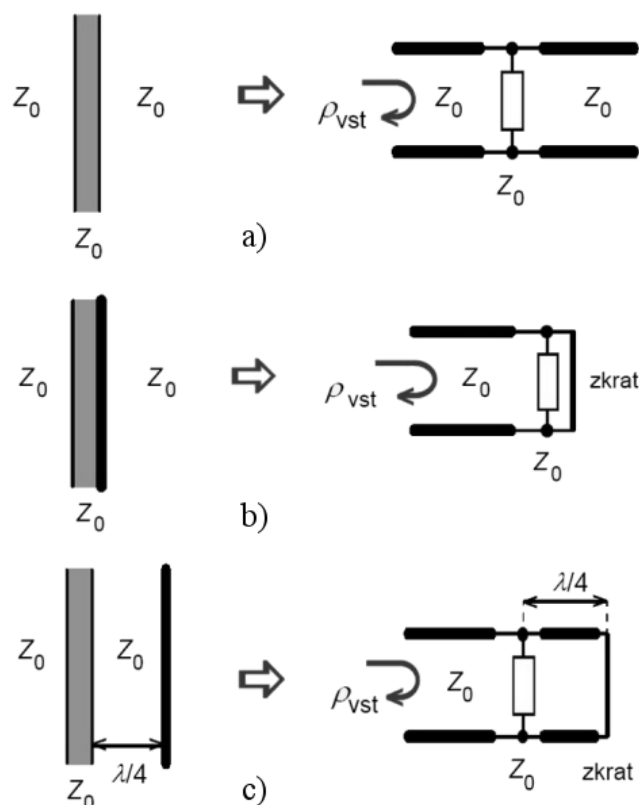 Z₀ Z₀ ρvst Z₀ Z₀
Z₀ Z₀
a)
Z₀ Z₀ ρvst Z₀ zkrat
Z₀ Z₀
b)
λ/4
Z₀ Z₀ ρvst Z₀
λ/4
Z₀ Z₀ zkrat
c)